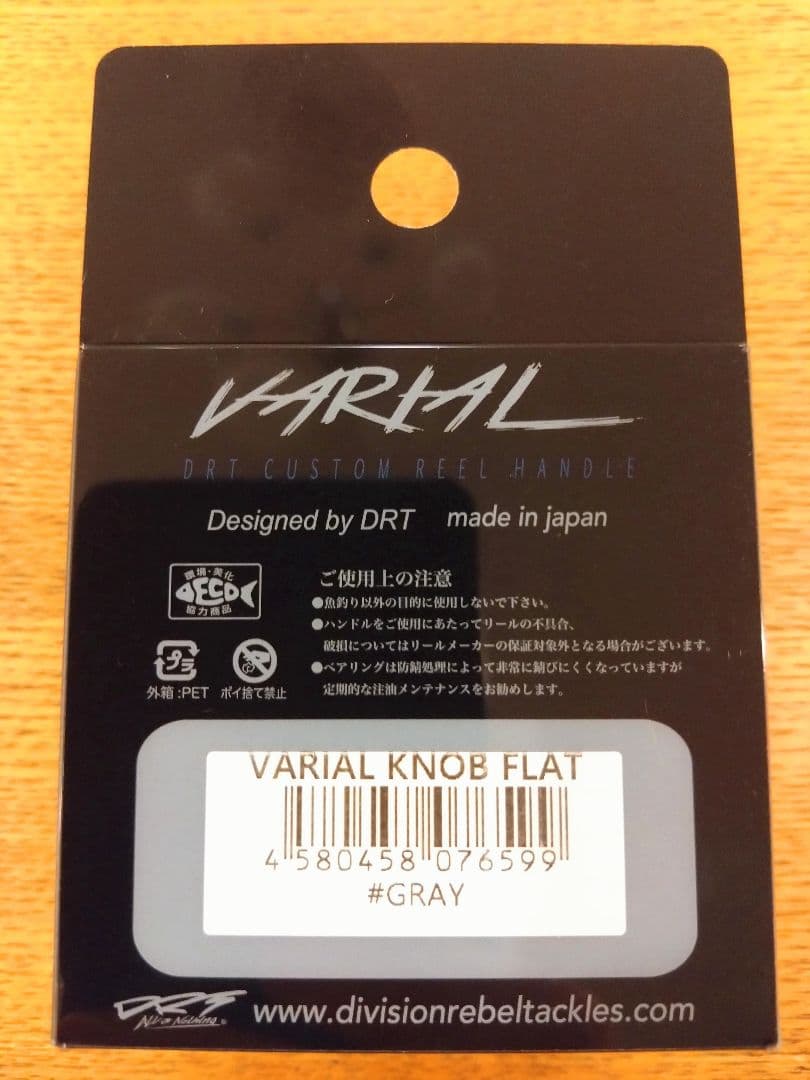 VARIAL
DRT CUSTOM REEL HANDLE
Designed by DRT made in japan
環境・美化
ECO
協力商品
ご使用上の注意
●魚釣り以外の目的に使用しないで下さい。
●ハンドルをご使用にあたってリールの不具合、
破損についてはリールメーカーの保証対象外となる場合がございます。
●ベアリングは防錆処理によって非常に錆びにくくなっていますが
定期的な注油メンテナンスをお勧めします。
プラ
外箱:PET ポイ捨て禁止
VARIAL KNOB FLAT
4 580458 076599
#GRAY
DRT
All or Nothing
www.divisionrebeltackles.com